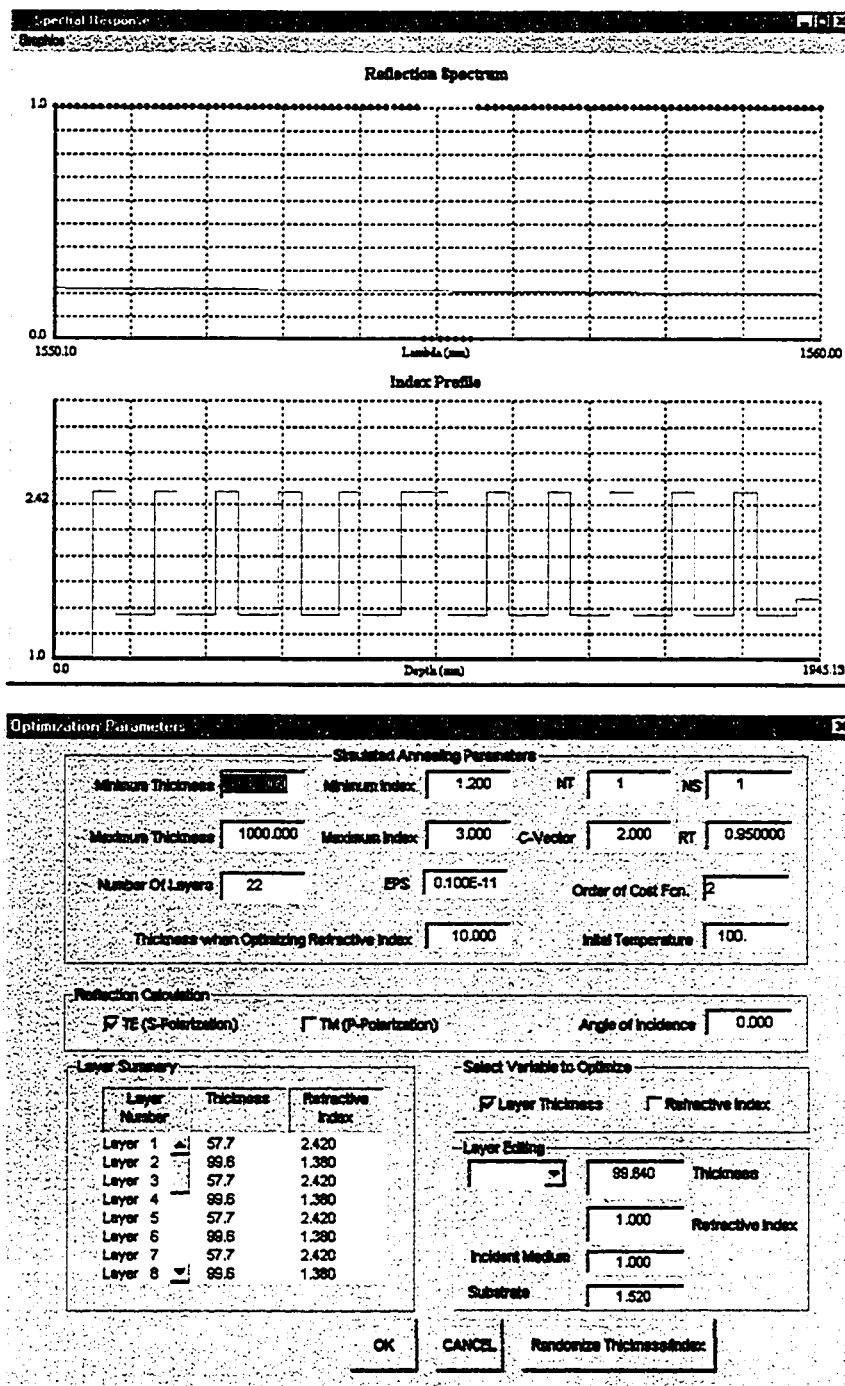 Spectral Response
Graphics
Reflection Spectrum
1.0
0.0
1550.10
Lambda (nm)
1560.00
Index Profile
2.42
1.0
0.0
Depth (nm)
1945.13
Optimization Parameters
Simulated Annealing Parameters
Minimum Thickness
Minimum Index 1.200
NT 1
NS 1
Maximum Thickness 1000.000
Maximum Index 3.000
C-Vector 2.000
RT 0.950000
Number Of Layers 22
EPS 0.100E-11
Order of Cost Fcn. 2
Thickness when Optimizing Refractive Index 10.000
Initial Temperature 100.
Reflection Calculation
TE (S-Polarization)
TM (P-Polarization)
Angle of Incidence 0.000
Layer Summary
Layer Number Thickness Refractive Index
Layer 1 57.7 2.420
Layer 2 99.6 1.380
Layer 3 57.7 2.420
Layer 4 99.6 1.380
Layer 5 57.7 2.420
Layer 6 99.6 1.380
Layer 7 57.7 2.420
Layer 8 99.6 1.380
Select Variable to Optimize
Layer Thickness
Refractive Index
Layer Editing
99.640 Thickness
1.000 Refractive Index
Incident Medium 1.000
Substrate 1.520
OK
CANCEL
Randomize Thickness/Index